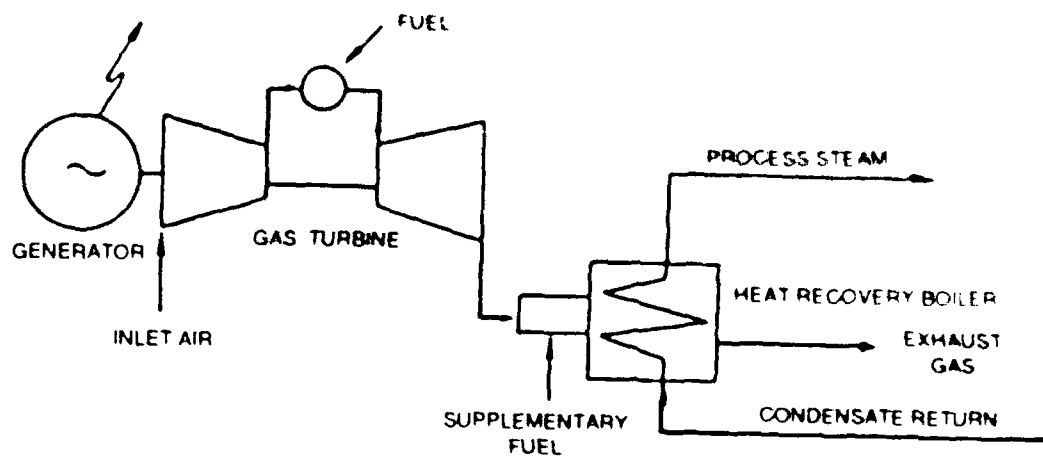 FUEL
PROCESS STEAM
GENERATOR
GAS TURBINE
HEAT RECOVERY BOILER
INLET AIR
EXHAUST
GAS
SUPPLEMENTARY
FUEL
CONDENSATE RETURN